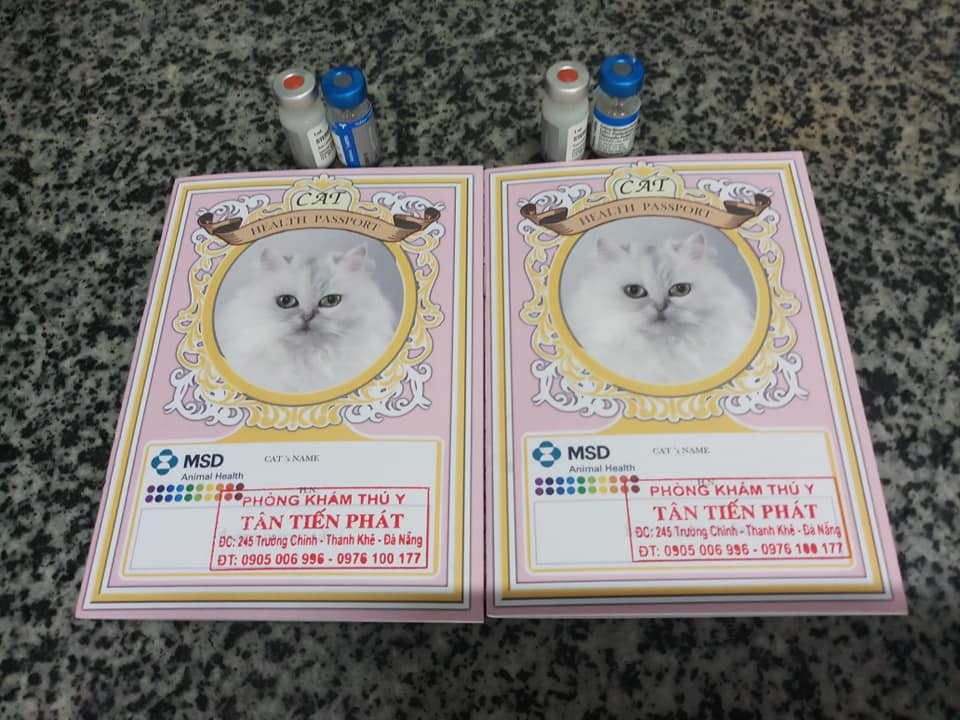 CAT
HEALTH PASSPORT
MSD
Animal Health
CAT 's NAME
PHÒNG KHÁM THÚ Y
TÂN TIẾN PHÁT
ĐC: 245 Trường Chinh - Thanh Khê - Đà Nẵng
ĐT: 0905 006 996 - 0976 100 177
CAT
HEALTH PASSPORT
MSD
Animal Health
CAT 's NAME
PHÒNG KHÁM THÚ Y
TÂN TIẾN PHÁT
ĐC: 245 Trường Chinh - Thanh Khê - Đà Nẵng
ĐT: 0905 006 996 - 0976 100 177